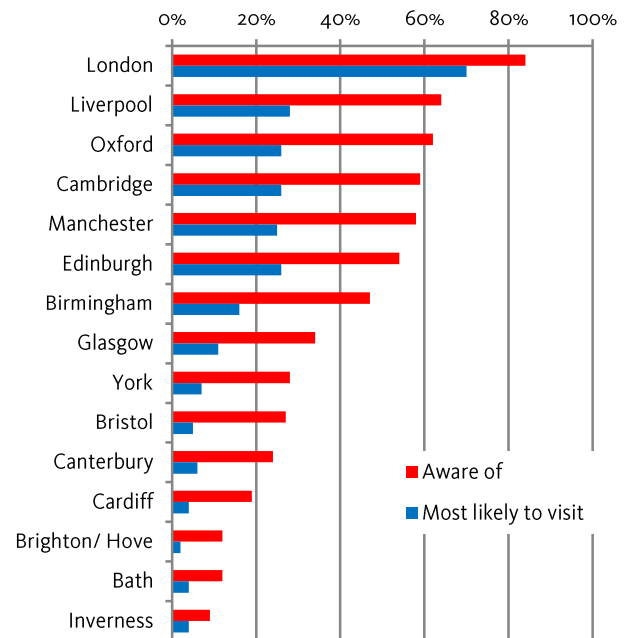 0% 20% 40% 60% 80% 100%
London
Liverpool
Oxford
Cambridge
Manchester
Edinburgh
Birmingham
Glasgow
York
Bristol
Canterbury
Aware of
Cardiff
Most likely to visit
Brighton/ Hove
Bath
Inverness